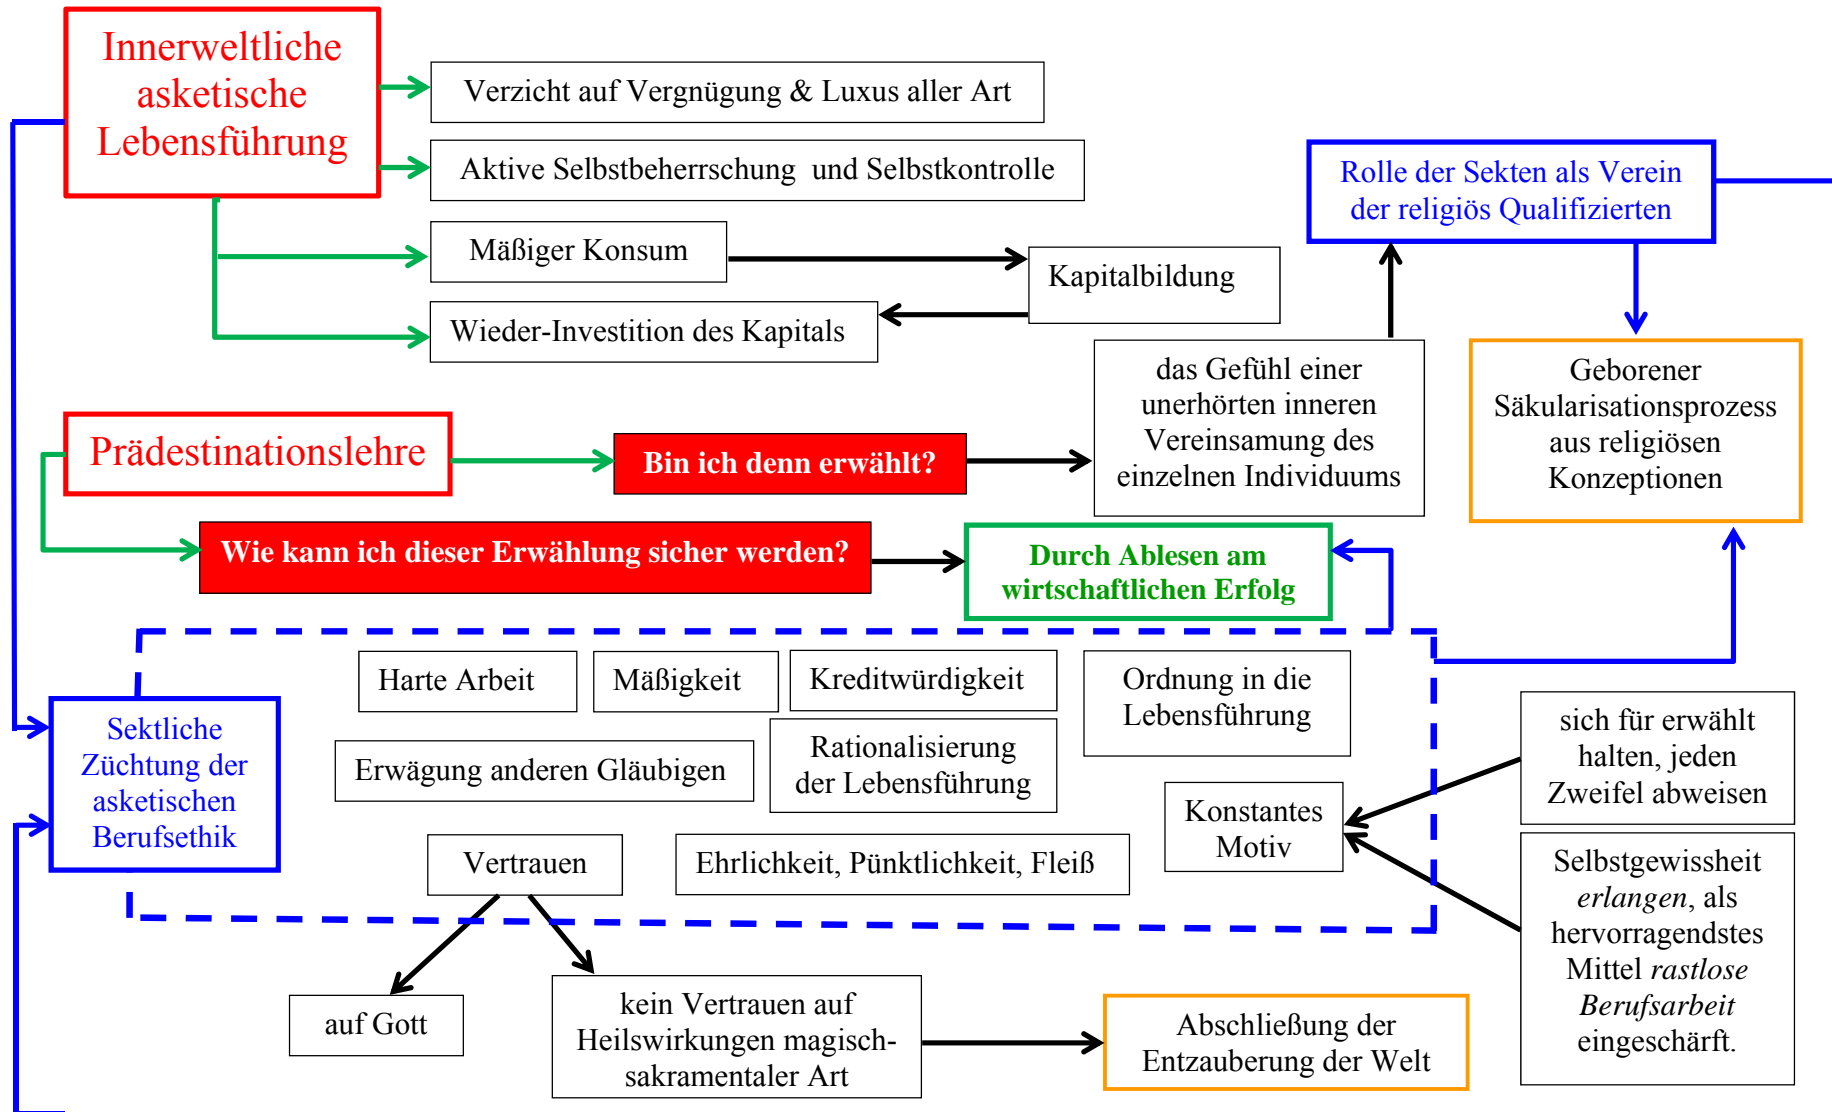 Innerweltliche
asketische
Lebensführung
Verzicht auf Vergnügung & Luxus aller Art
Aktive Selbstbeherrschung und Selbstkontrolle
Mäßiger Konsum
Wieder-Investition des Kapitals
Kapitalbildung
Rolle der Sekten als Verein
der religiös Qualifizierten
das Gefühl einer
unerhörten inneren
Vereinsamung des
einzelnen Individuums
Geborener
Säkularisationsprozess
aus religiösen
Konzeptionen
Prädestinationslehre
Bin ich denn erwählt?
Wie kann ich dieser Erwählung sicher werden?
Durch Ablesen am
wirtschaftlichen Erfolg
Harte Arbeit
Mäßigkeit
Kreditwürdigkeit
Ordnung in die
Lebensführung
Sektliche
Züchtung der
asketischen
Berufsethik
Erwägung anderen Gläubigen
Rationalisierung
der Lebensführung
Konstantes
Motiv
sich für erwählt
halten, jeden
Zweifel abweisen
Vertrauen
Ehrlichkeit, Pünktlichkeit, Fleiß
Selbstgewissheit
erlangen, als
hervorragendstes
Mittel rastlose
Berufsarbeit
eingeschärft.
auf Gott
kein Vertrauen auf
Heilswirkungen magisch-
sakramentaler Art
Abschließung der
Entzauberung der Welt